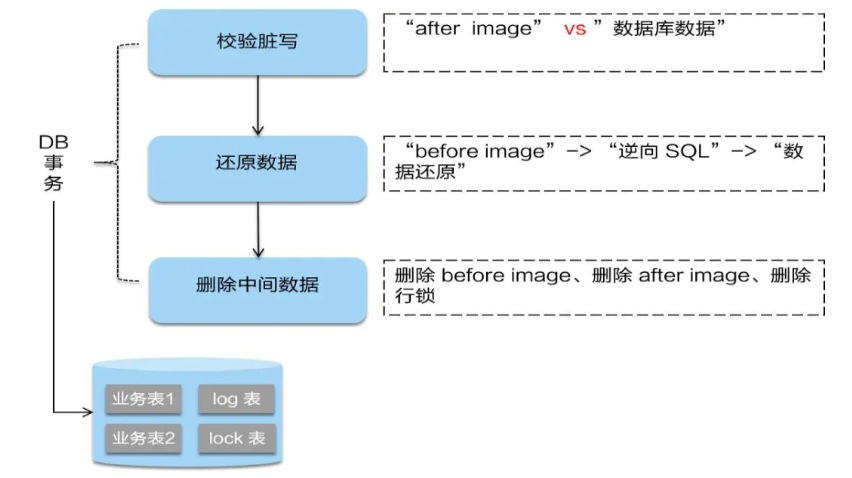 校验脏写
“after image” vs ”数据库数据”
DB
事
务
还原数据
“before image”–> “逆向 SQL”–> “数
据还原”
删除中间数据
删除 before image、删除 after image、删除
行锁
业务表1
log 表
业务表2
lock 表